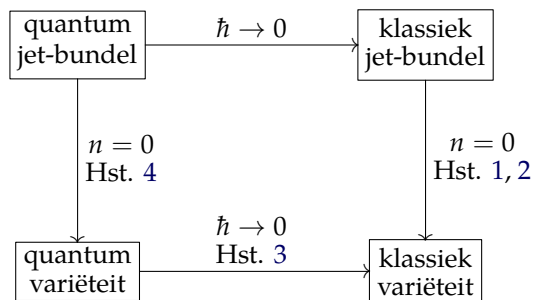 quantum
jet-bundel
ħ → 0
klassiek
jet-bundel
n = 0
Hst. 4
n = 0
Hst. 1, 2
ħ → 0
Hst. 3
quantum
variëteit
klassiek
variëteit